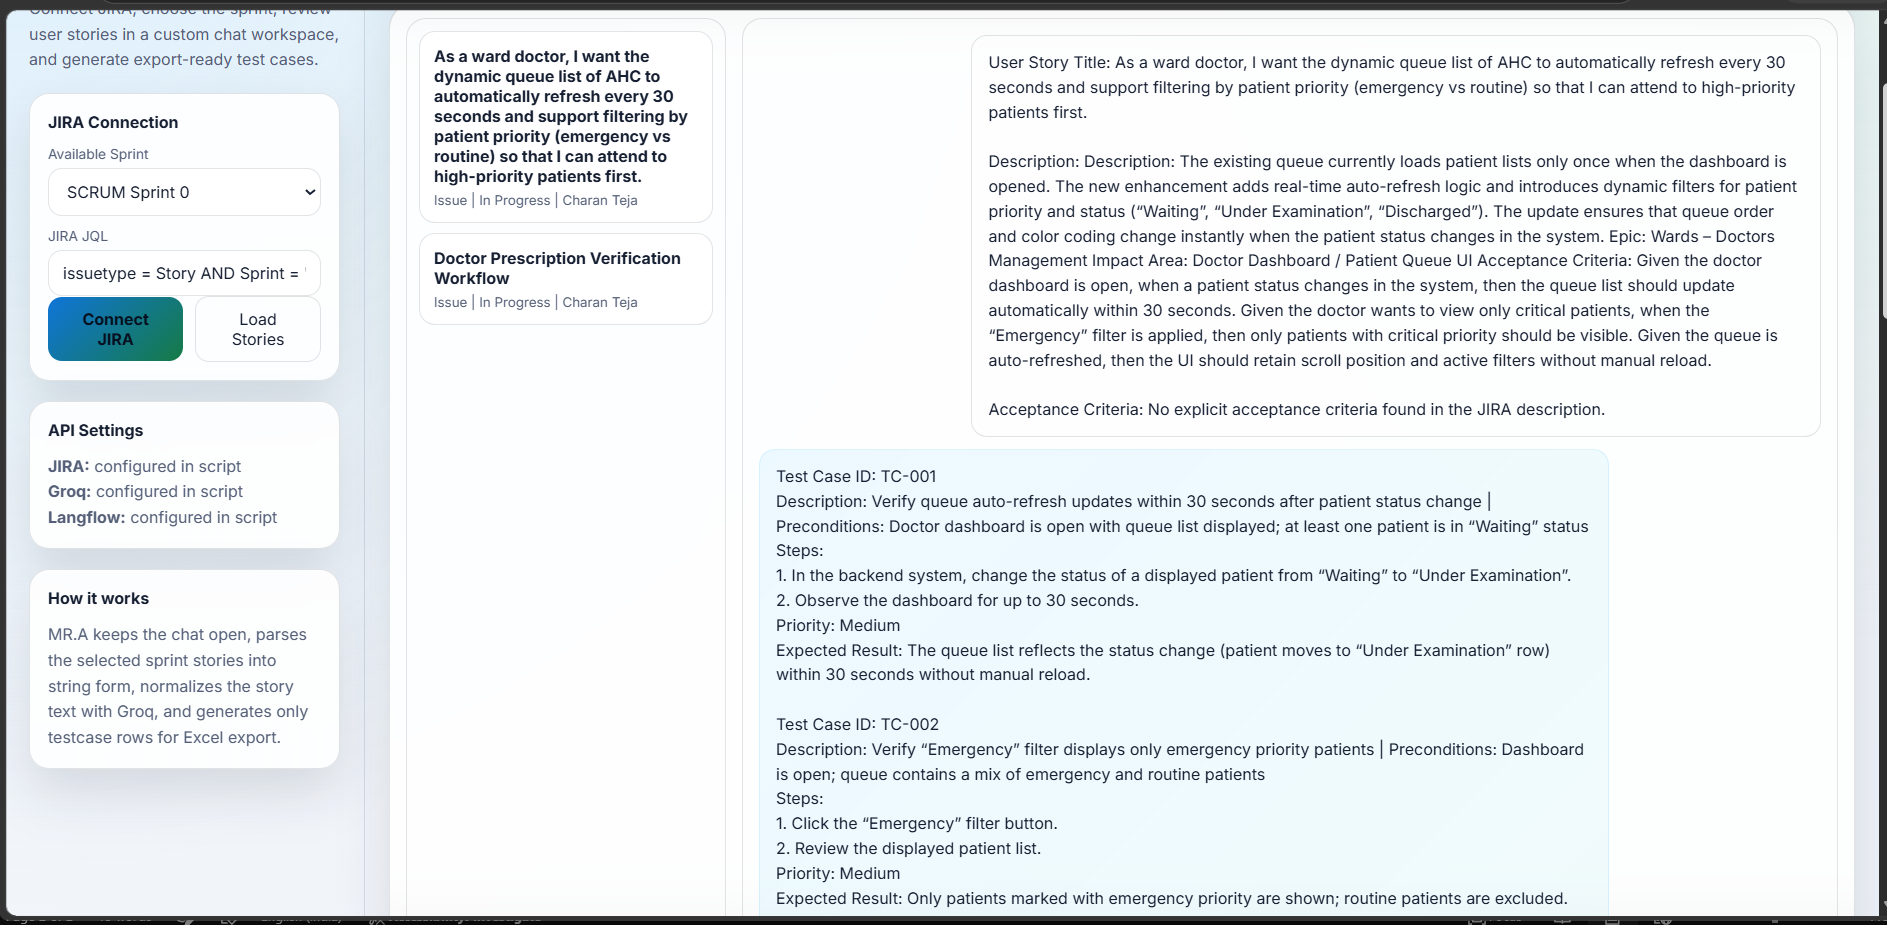 Connect JIRA, choose the sprint, review
user stories in a custom chat workspace,
and generate export-ready test cases.
JIRA Connection
Available Sprint
SCRUM Sprint 0
JIRA JQL
issuetype = Story AND Sprint = '
Connect
JIRA
Load
Stories
API Settings
JIRA: configured in script
Groq: configured in script
Langflow: configured in script
How it works
MR.A keeps the chat open, parses
the selected sprint stories into
string form, normalizes the story
text with Groq, and generates only
testcase rows for Excel export.
As a ward doctor, I want the
dynamic queue list of AHC to
automatically refresh every 30
seconds and support filtering by
patient priority (emergency vs
routine) so that I can attend to
high-priority patients first.
Issue | In Progress | Charan Teja
Doctor Prescription Verification
Workflow
Issue | In Progress | Charan Teja
User Story Title: As a ward doctor, I want the dynamic queue list of AHC to automatically refresh every 30
seconds and support filtering by patient priority (emergency vs routine) so that I can attend to high-priority
patients first.
Description: Description: The existing queue currently loads patient lists only once when the dashboard is
opened. The new enhancement adds real-time auto-refresh logic and introduces dynamic filters for patient
priority and status (“Waiting”, “Under Examination”, “Discharged”). The update ensures that queue order
and color coding change instantly when the patient status changes in the system. Epic: Wards – Doctors
Management Impact Area: Doctor Dashboard / Patient Queue UI Acceptance Criteria: Given the doctor
dashboard is open, when a patient status changes in the system, then the queue list should update
automatically within 30 seconds. Given the doctor wants to view only critical patients, when the
“Emergency” filter is applied, then only patients with critical priority should be visible. Given the queue is
auto-refreshed, then the UI should retain scroll position and active filters without manual reload.
Acceptance Criteria: No explicit acceptance criteria found in the JIRA description.
Test Case ID: TC-001
Description: Verify queue auto-refresh updates within 30 seconds after patient status change |
Preconditions: Doctor dashboard is open with queue list displayed; at least one patient is in “Waiting” status
Steps:
1. In the backend system, change the status of a displayed patient from “Waiting” to “Under Examination”.
2. Observe the dashboard for up to 30 seconds.
Priority: Medium
Expected Result: The queue list reflects the status change (patient moves to “Under Examination” row)
within 30 seconds without manual reload.
Test Case ID: TC-002
Description: Verify “Emergency” filter displays only emergency priority patients | Preconditions: Dashboard
is open; queue contains a mix of emergency and routine patients
Steps:
1. Click the “Emergency” filter button.
2. Review the displayed patient list.
Priority: Medium
Expected Result: Only patients marked with emergency priority are shown; routine patients are excluded.